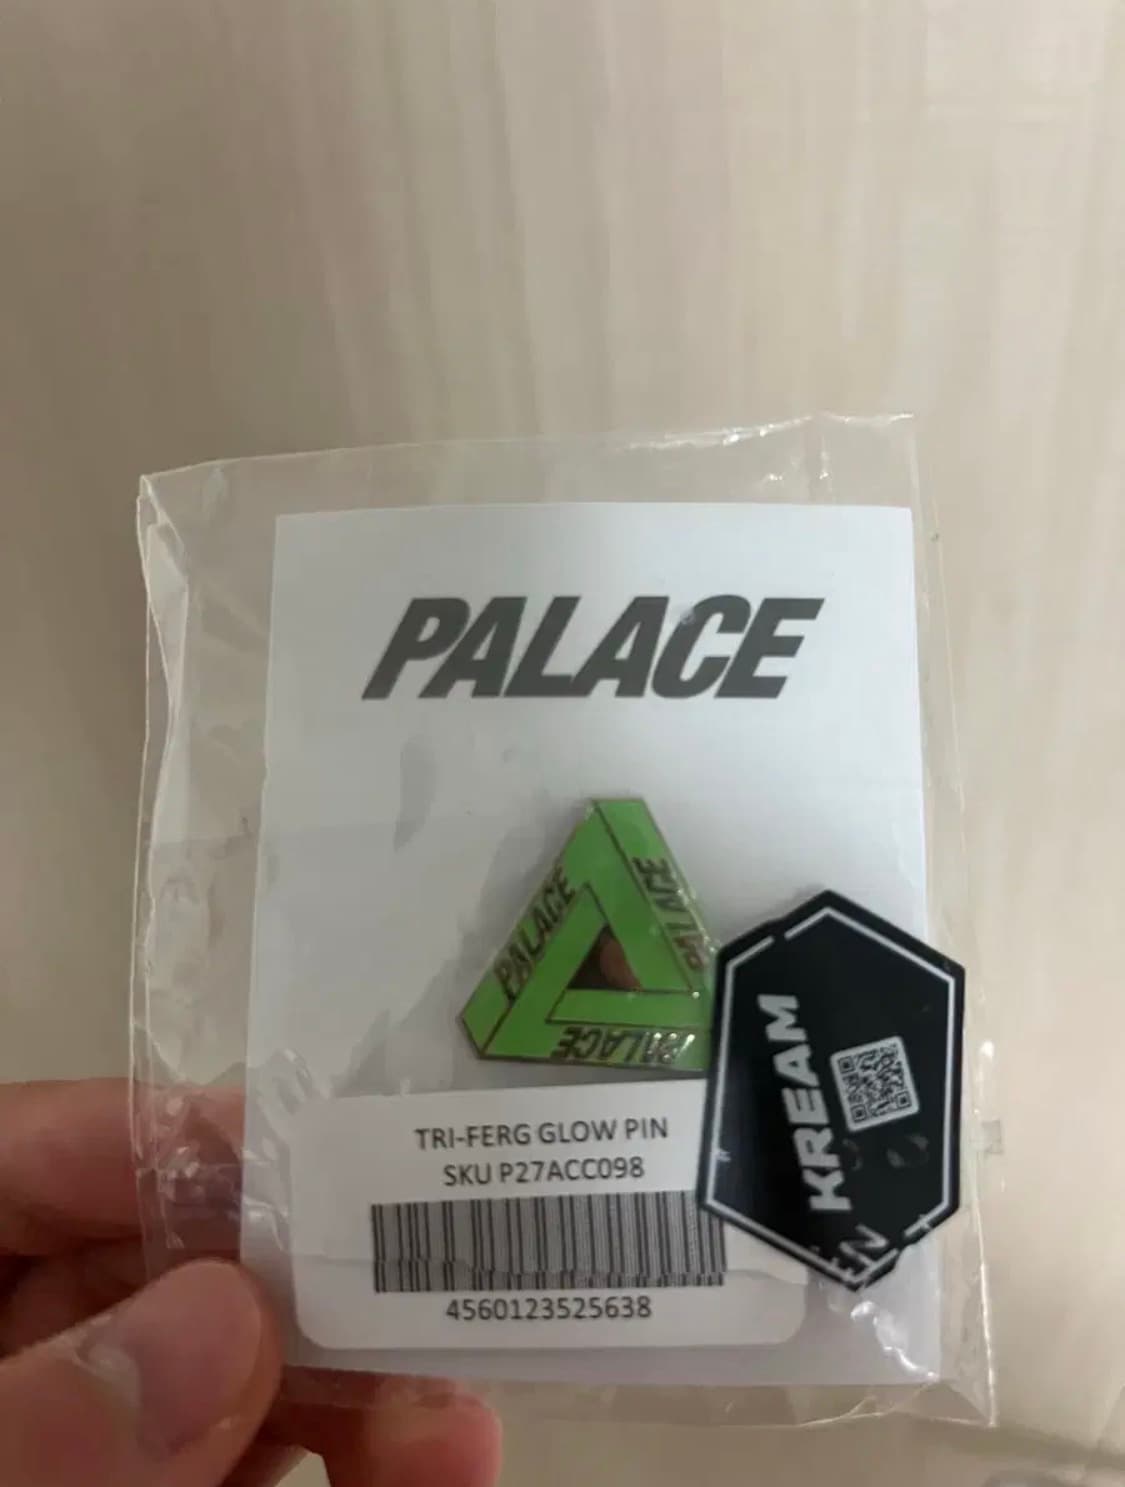 PALACE
PALACE
PALACE
PALACE
TRI-FERG GLOW PIN
SKU P27ACC098
4560123525638
KREAM